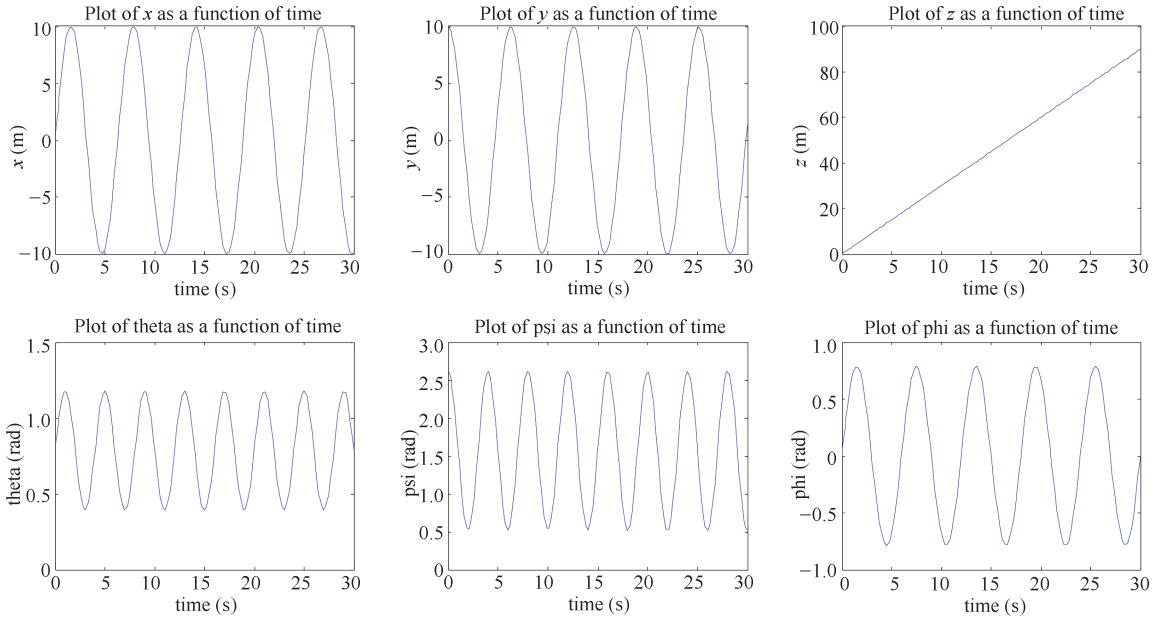 Plot of x as a function of time
10
5
0
−5
−10
x (m)
0 5 10 15 20 25 30
time (s)
Plot of y as a function of time
10
5
0
−5
−10
y (m)
0 5 10 15 20 25 30
time (s)
Plot of z as a function of time
100
80
60
40
20
0
z (m)
0 5 10 15 20 25 30
time (s)
Plot of theta as a function of time
1.5
1.0
0.5
0
theta (rad)
0 5 10 15 20 25 30
time (s)
Plot of psi as a function of time
3.0
2.5
2.0
1.5
1.0
0.5
0
psi (rad)
0 5 10 15 20 25 30
time (s)
Plot of phi as a function of time
1.0
0.5
0
−0.5
−1.0
phi (rad)
0 5 10 15 20 25 30
time (s)